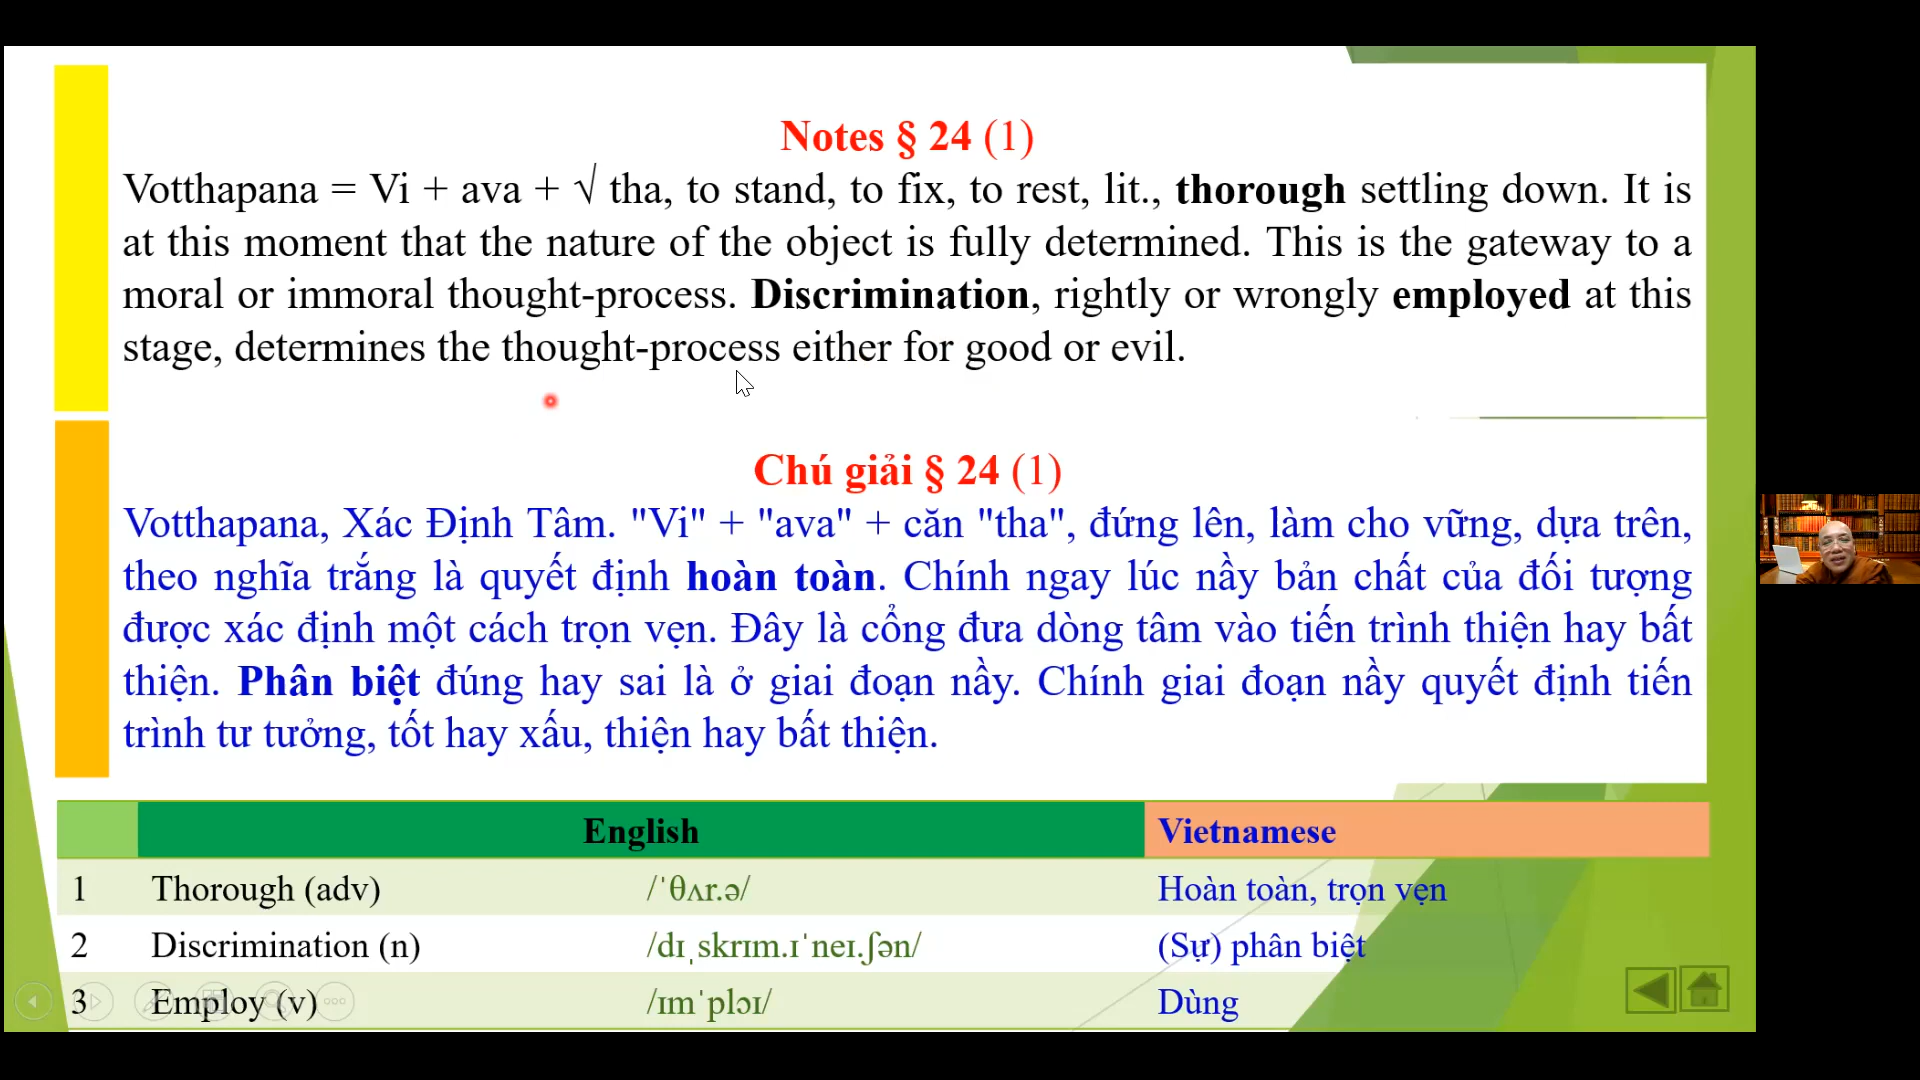 Notes § 24 (1)
Votthapana = Vi + ava + √ tha, to stand, to fix, to rest, lit., thorough settling down. It is
at this moment that the nature of the object is fully determined. This is the gateway to a
moral or immoral thought-process. Discrimination, rightly or wrongly employed at this
stage, determines the thought-process either for good or evil.
Chú giải § 24 (1)
Votthapana, Xác Định Tâm. "Vi" + "ava" + căn "tha", đứng lên, làm cho vững, dựa trên,
theo nghĩa trắng là quyết định hoàn toàn. Chính ngay lúc nầy bản chất của đối tượng
được xác định một cách trọn vẹn. Đây là cổng đưa dòng tâm vào tiến trình thiện hay bất
thiện. Phân biệt đúng hay sai là ở giai đoạn nầy. Chính giai đoạn nầy quyết định tiến
trình tư tưởng, tốt hay xấu, thiện hay bất thiện.
English Vietnamese
1 Thorough (adv) /ˈθʌr.ə/ Hoàn toàn, trọn vẹn
2 Discrimination (n) /dɪˌskrɪm.ɪˈneɪ.ʃən/ (Sự) phân biệt
3 Employ (v) /ɪmˈplɔɪ/ Dùng